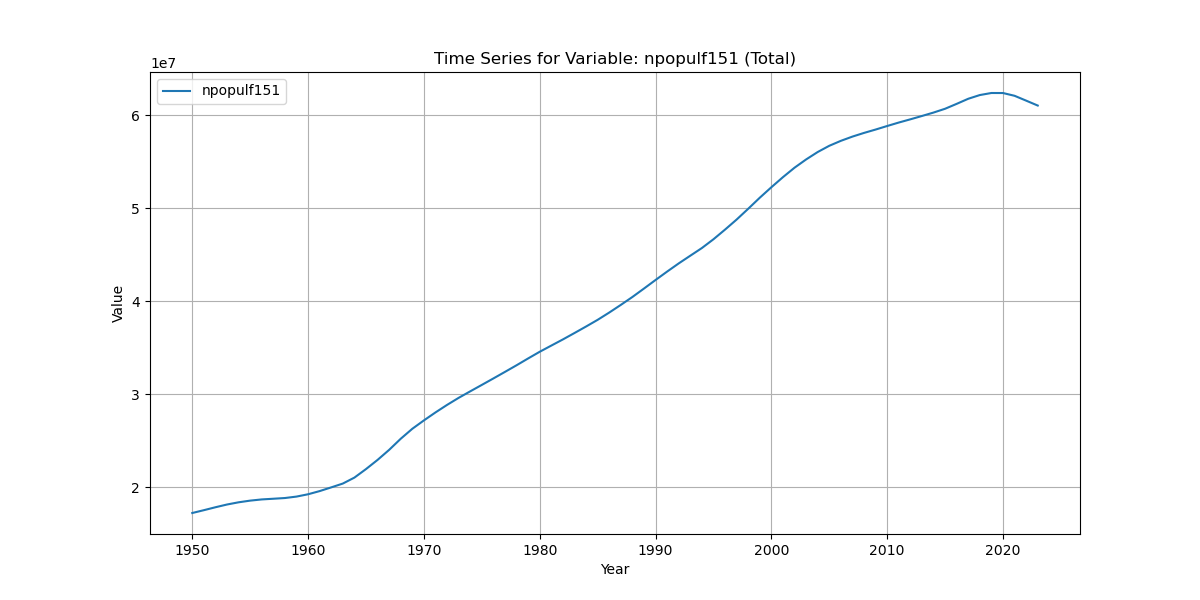 Time Series for Variable: npopulf151 (Total)
1e7
npopulf151
6
5
4
3
2
Value
1950 1960 1970 1980 1990 2000 2010 2020
Year